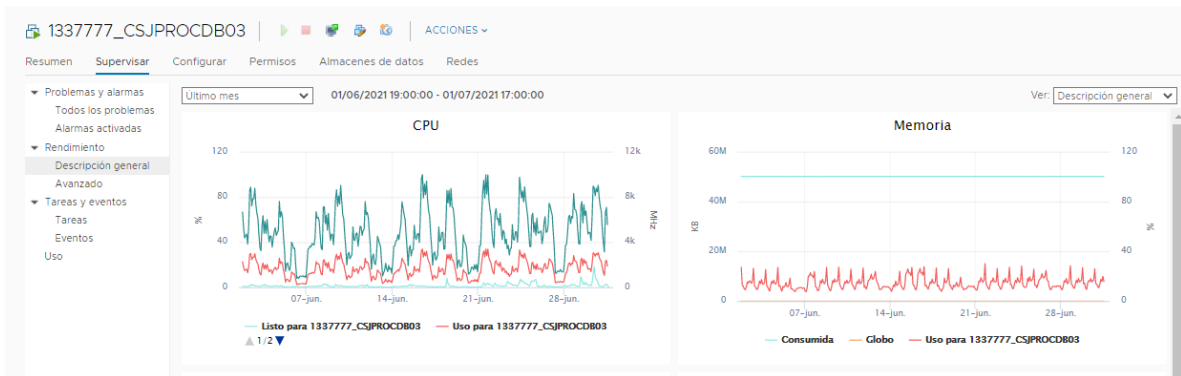 1337777_CSJPROCDB03 ACCIONES
Resumen Supervisar Configurar Permisos Almacenes de datos Redes
Problemas y alarmas
Todos los problemas
Alarmas activadas
Rendimiento
Descripción general
Avanzado
Tareas y eventos
Tareas
Eventos
Uso
Último mes 01/06/2021 19:00:00 - 01/07/2021 17:00:00 Ver: Descripción general
CPU
120 12k
80 8k
% MHz
40 4k
0 0
07-jun. 14-jun. 21-jun. 28-jun.
Listo para 1337777_CSJPROCDB03 Uso para 1337777_CSJPROCDB03
1/2
Memoria
60M 120
40M 80
KB %
20M 40
0 0
07-jun. 14-jun. 21-jun. 28-jun.
Consumida Globo Uso para 1337777_CSJPROCDB03